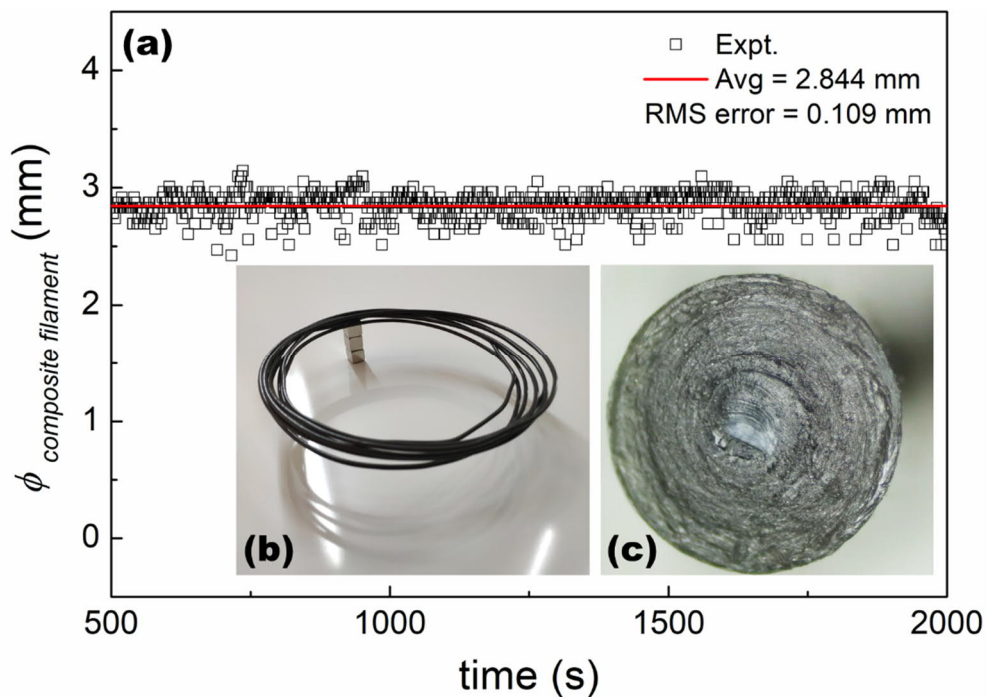 (a)
□ Expt.
Avg = 2.844 mm
RMS error = 0.109 mm
4
3
2
1
0
ϕ composite filament (mm)
(b)
(c)
500
1000
1500
2000
time (s)